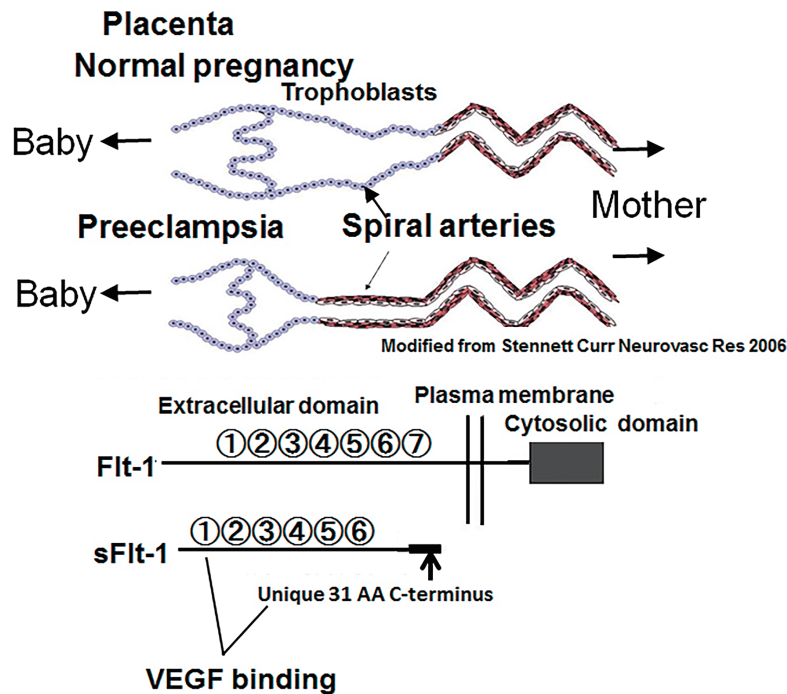 Placenta
Normal pregnancy
Trophoblasts
Baby
Mother
Preeclampsia
Spiral arteries
Baby
Modified from Stennett Curr Neurovasc Res 2006
Plasma membrane
Extracellular domain
Cytosolic domain
①②③④⑤⑥⑦
Flt-1
①②③④⑤⑥
sFlt-1
Unique 31 AA C-terminus
VEGF binding